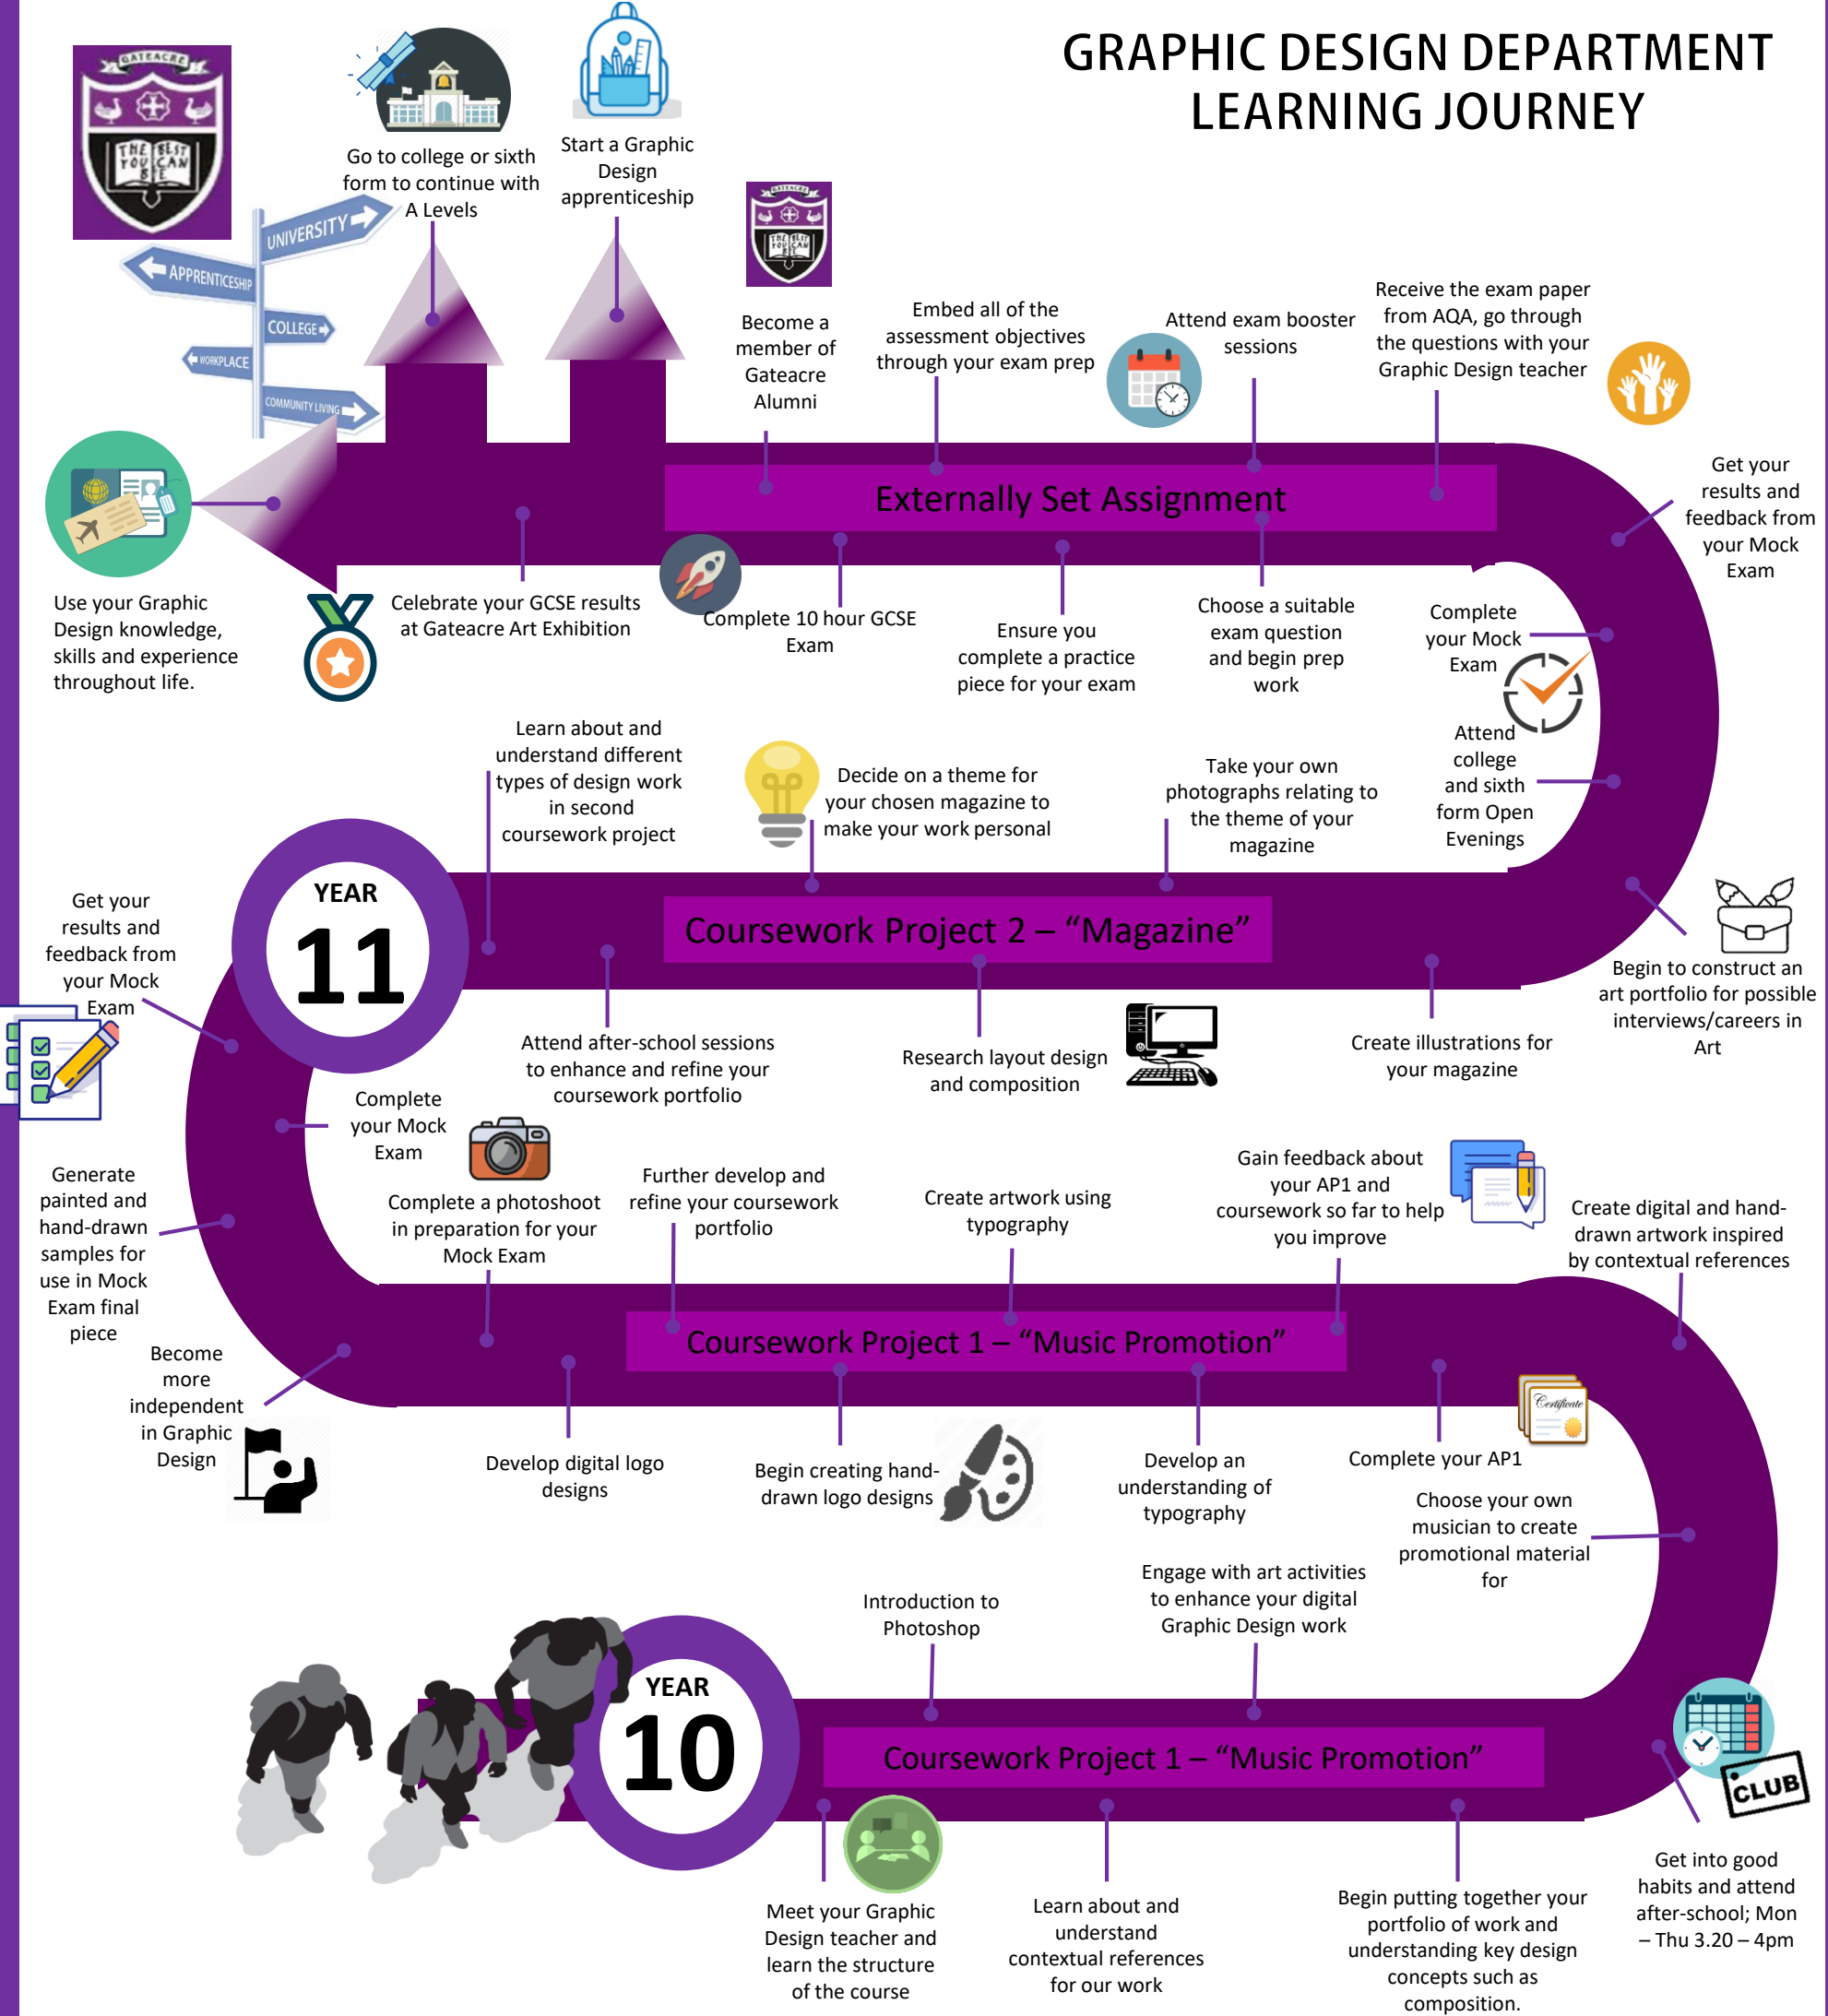 GRAPHIC DESIGN DEPARTMENT
LEARNING JOURNEY
GATEACRE
THE BEST
YOU CAN
BE
Go to college or sixth
form to continue with
A Levels
Start a Graphic
Design
apprenticeship
UNIVERSITY
APPRENTICESHIP
COLLEGE
WORKPLACE
COMMUNITY LIVING
GATEACRE
THE BEST
YOU CAN
BE
Become a
member of
Gateacre
Alumni
Embed all of the
assessment objectives
through your exam prep
Attend exam booster
sessions
Receive the exam paper
from AQA, go through
the questions with your
Graphic Design teacher
Get your
results and
feedback from
your Mock
Exam
Externally Set Assignment
Use your Graphic
Design knowledge,
skills and experience
throughout life.
Celebrate your GCSE results
at Gateacre Art Exhibition
Complete 10 hour GCSE
Exam
Ensure you
complete a practice
piece for your exam
Choose a suitable
exam question
and begin prep
work
Complete
your Mock
Exam
Attend
college
and sixth
form Open
Evenings
Learn about and
understand different
types of design work
in second
coursework project
Decide on a theme for
your chosen magazine to
make your work personal
Take your own
photographs relating to
the theme of your
magazine
YEAR
11
Coursework Project 2 – “Magazine”
Get your
results and
feedback from
your Mock
Exam
Begin to construct an
art portfolio for possible
interviews/careers in
Art
Attend after-school sessions
to enhance and refine your
coursework portfolio
Research layout design
and composition
Create illustrations for
your magazine
Complete
your Mock
Exam
Generate
painted and
hand-drawn
samples for
use in Mock
Exam final
piece
Complete a photoshoot
in preparation for your
Mock Exam
Further develop and
refine your coursework
portfolio
Create artwork using
typography
Gain feedback about
your AP1 and
coursework so far to help
you improve
Create digital and hand-
drawn artwork inspired
by contextual references
Coursework Project 1 – “Music Promotion”
Become
more
independent
in Graphic
Design
Develop digital logo
designs
Begin creating hand-
drawn logo designs
Develop an
understanding of
typography
Certificate
Complete your AP1
Choose your own
musician to create
promotional material
for
Introduction to
Photoshop
Engage with art activities
to enhance your digital
Graphic Design work
YEAR
10
Coursework Project 1 – “Music Promotion”
CLUB
Meet your Graphic
Design teacher and
learn the structure
of the course
Learn about and
understand
contextual references
for our work
Begin putting together your
portfolio of work and
understanding key design
concepts such as
composition.
Get into good
habits and attend
after-school; Mon
– Thu 3.20 – 4pm